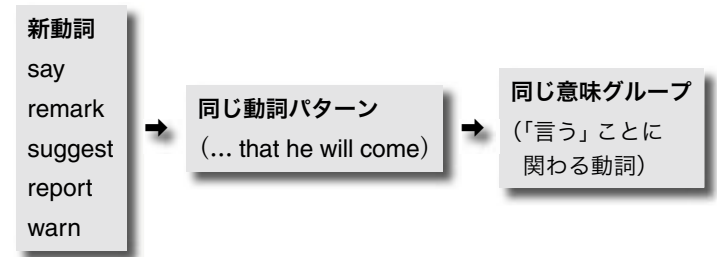 新動詞
say
remark
suggest
report
warn
➡
同じ動詞パターン
(... that he will come)
➡
同じ意味グループ
(「言う」ことに
関わる動詞)